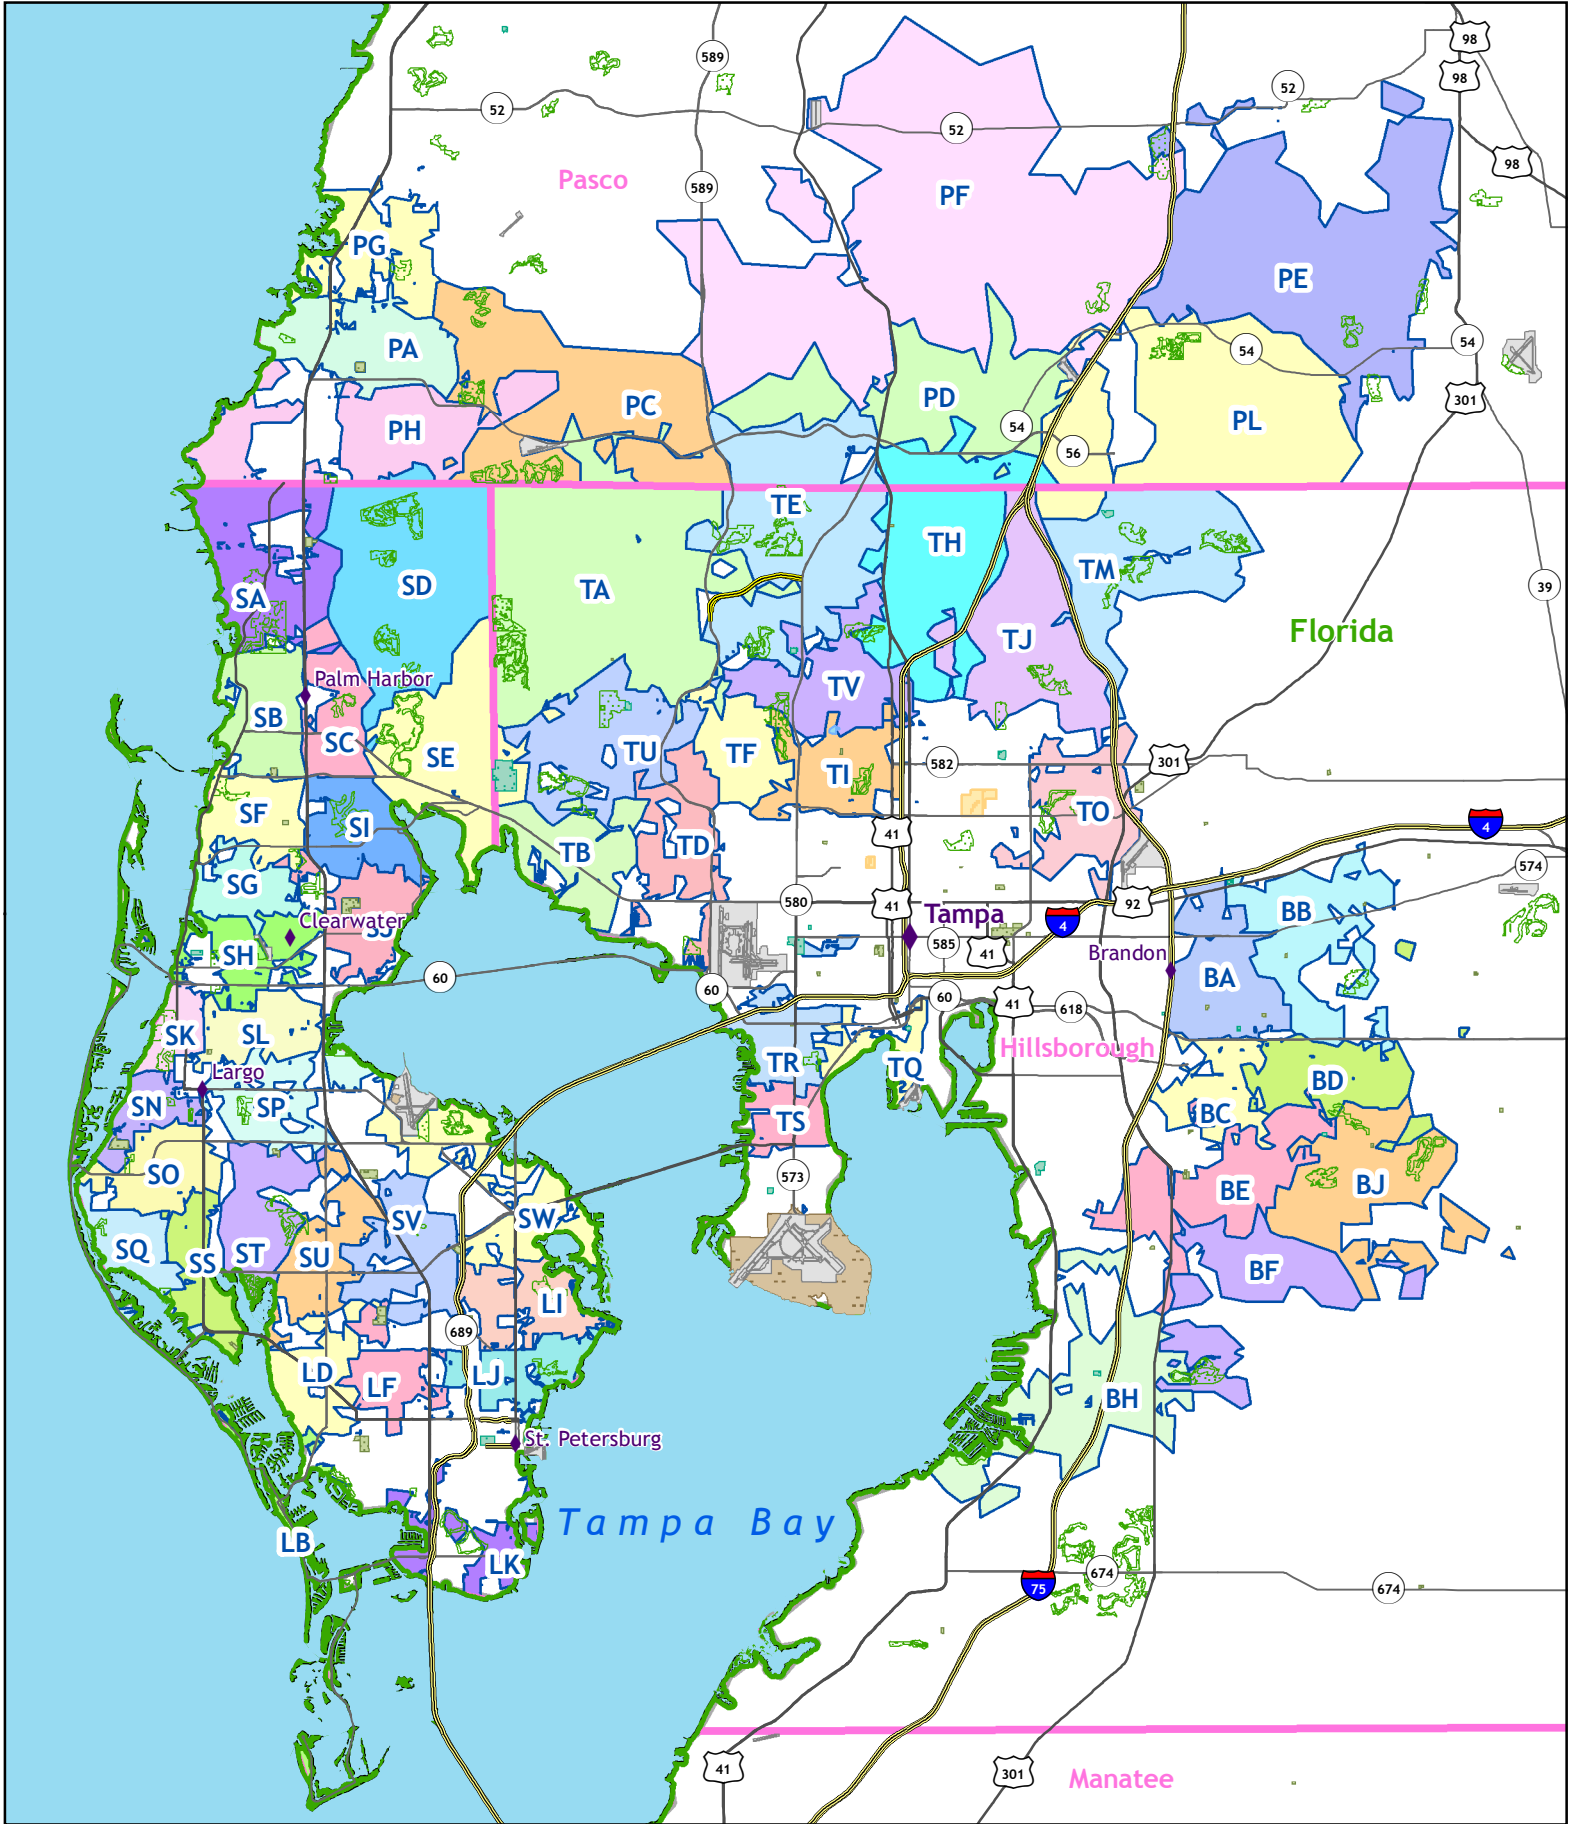 98
589
98
52
52
52
98
Pasco
589
PF
PG
PE
PA
54
54
PC
PD
301
PL
PH
54
56
TE
TH
TM
SD
TA
39
SA
Florida
TJ
Palm Harbor
TV
SB
SC
TU
SE
TF
582
301
TI
SF
TO
SI
4
41
TB
TD
574
SG
580
41
92
BB
Tampa
Clearwater
4
SJ
585
SH
41
Brandon
60
BA
60
60
41
618
SK
SL
Hillsborough
TR
TQ
Largo
BD
SN
SP
BC
TS
SO
573
BE
BJ
SV
SW
SQ
ST
SU
SS
BF
LI
689
LD
LJ
LF
BH
St. Petersburg
Tampa Bay
LB
LK
674
75
674
41
301
Manatee